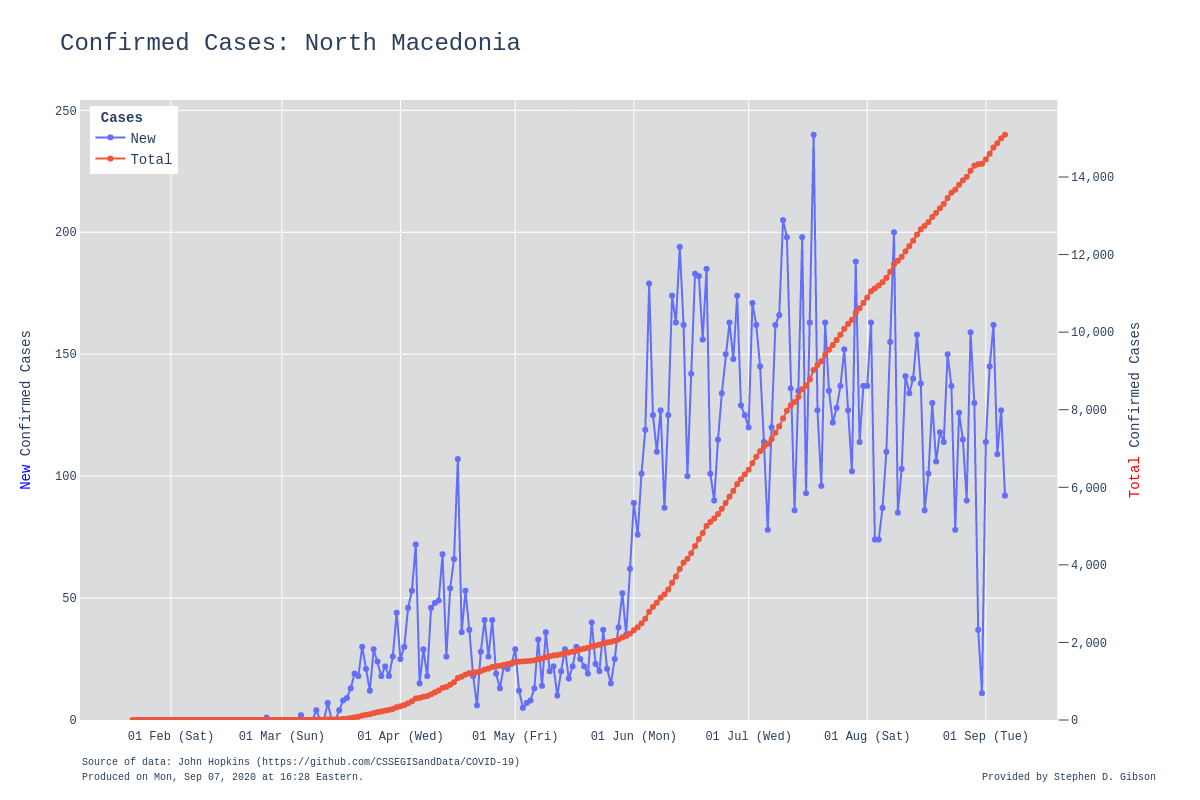 Confirmed Cases: North Macedonia
Cases
New
Total
250
200
150
100
50
0
14,000
12,000
10,000
8,000
6,000
4,000
2,000
0
New Confirmed Cases
Total Confirmed Cases
01 Feb (Sat)
01 Mar (Sun)
01 Apr (Wed)
01 May (Fri)
01 Jun (Mon)
01 Jul (Wed)
01 Aug (Sat)
01 Sep (Tue)
Source of data: John Hopkins (https://github.com/CSSEGISandData/COVID-19)
Produced on Mon, Sep 07, 2020 at 16:28 Eastern.
Provided by Stephen D. Gibson